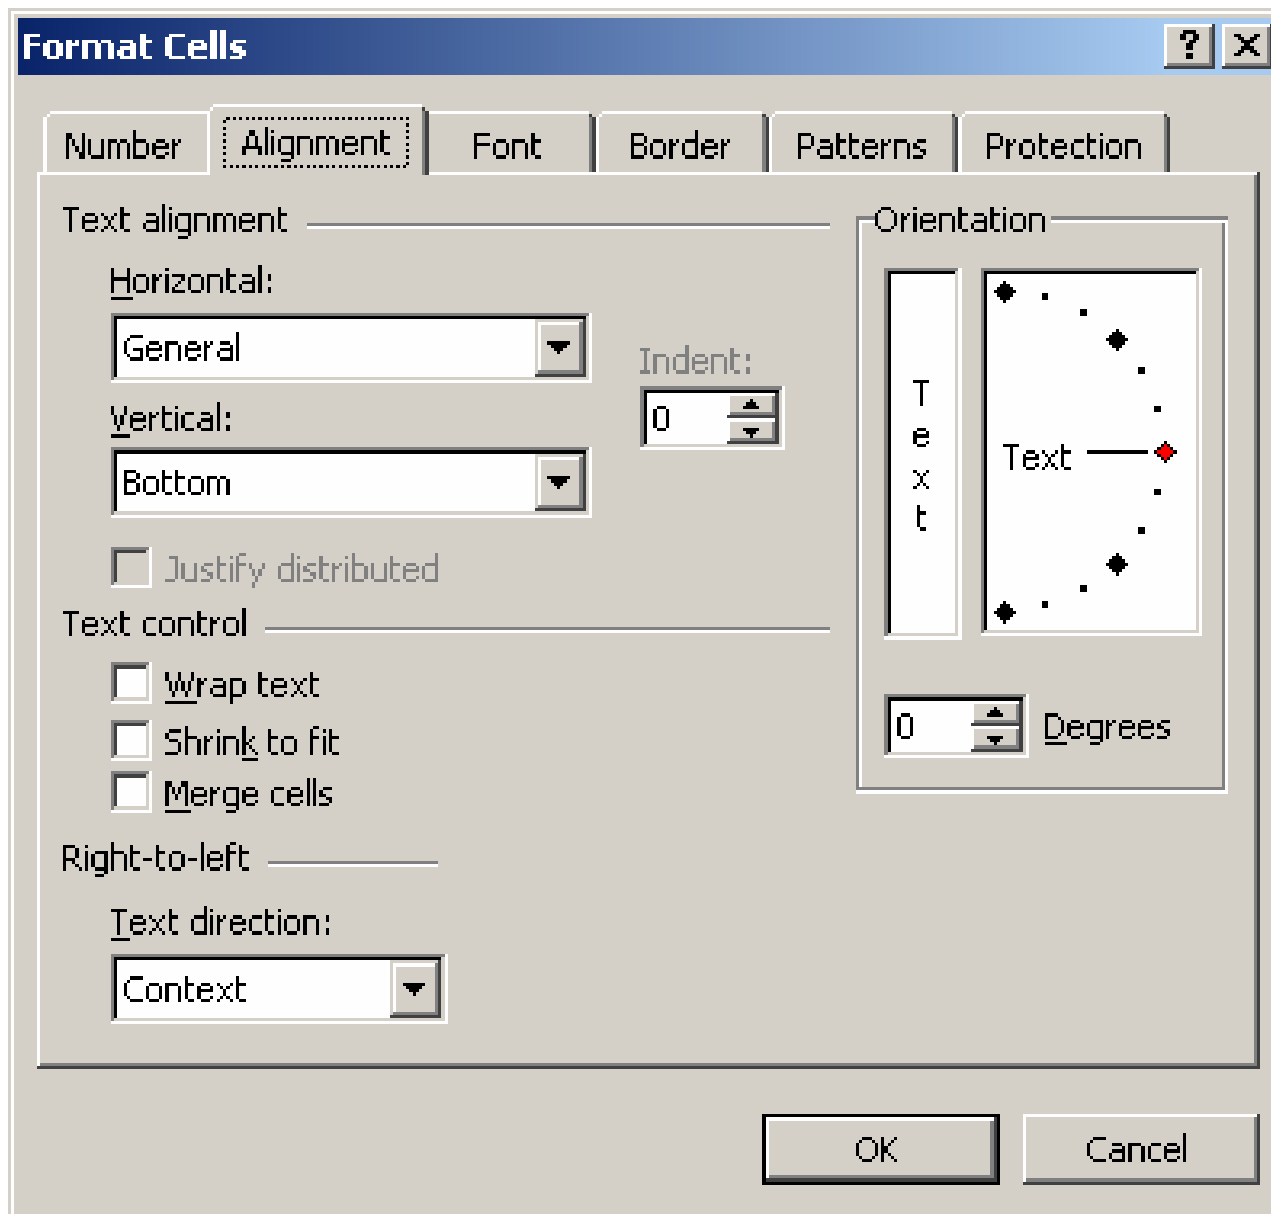 Format Cells
Number Alignment Font Border Patterns Protection
Text alignment
Horizontal:
General
Indent:
0
Vertical:
Bottom
Justify distributed
Text control
Wrap text
Shrink to fit
Merge cells
Right-to-left
Text direction:
Context
Orientation
Text
Text
0 Degrees
OK Cancel